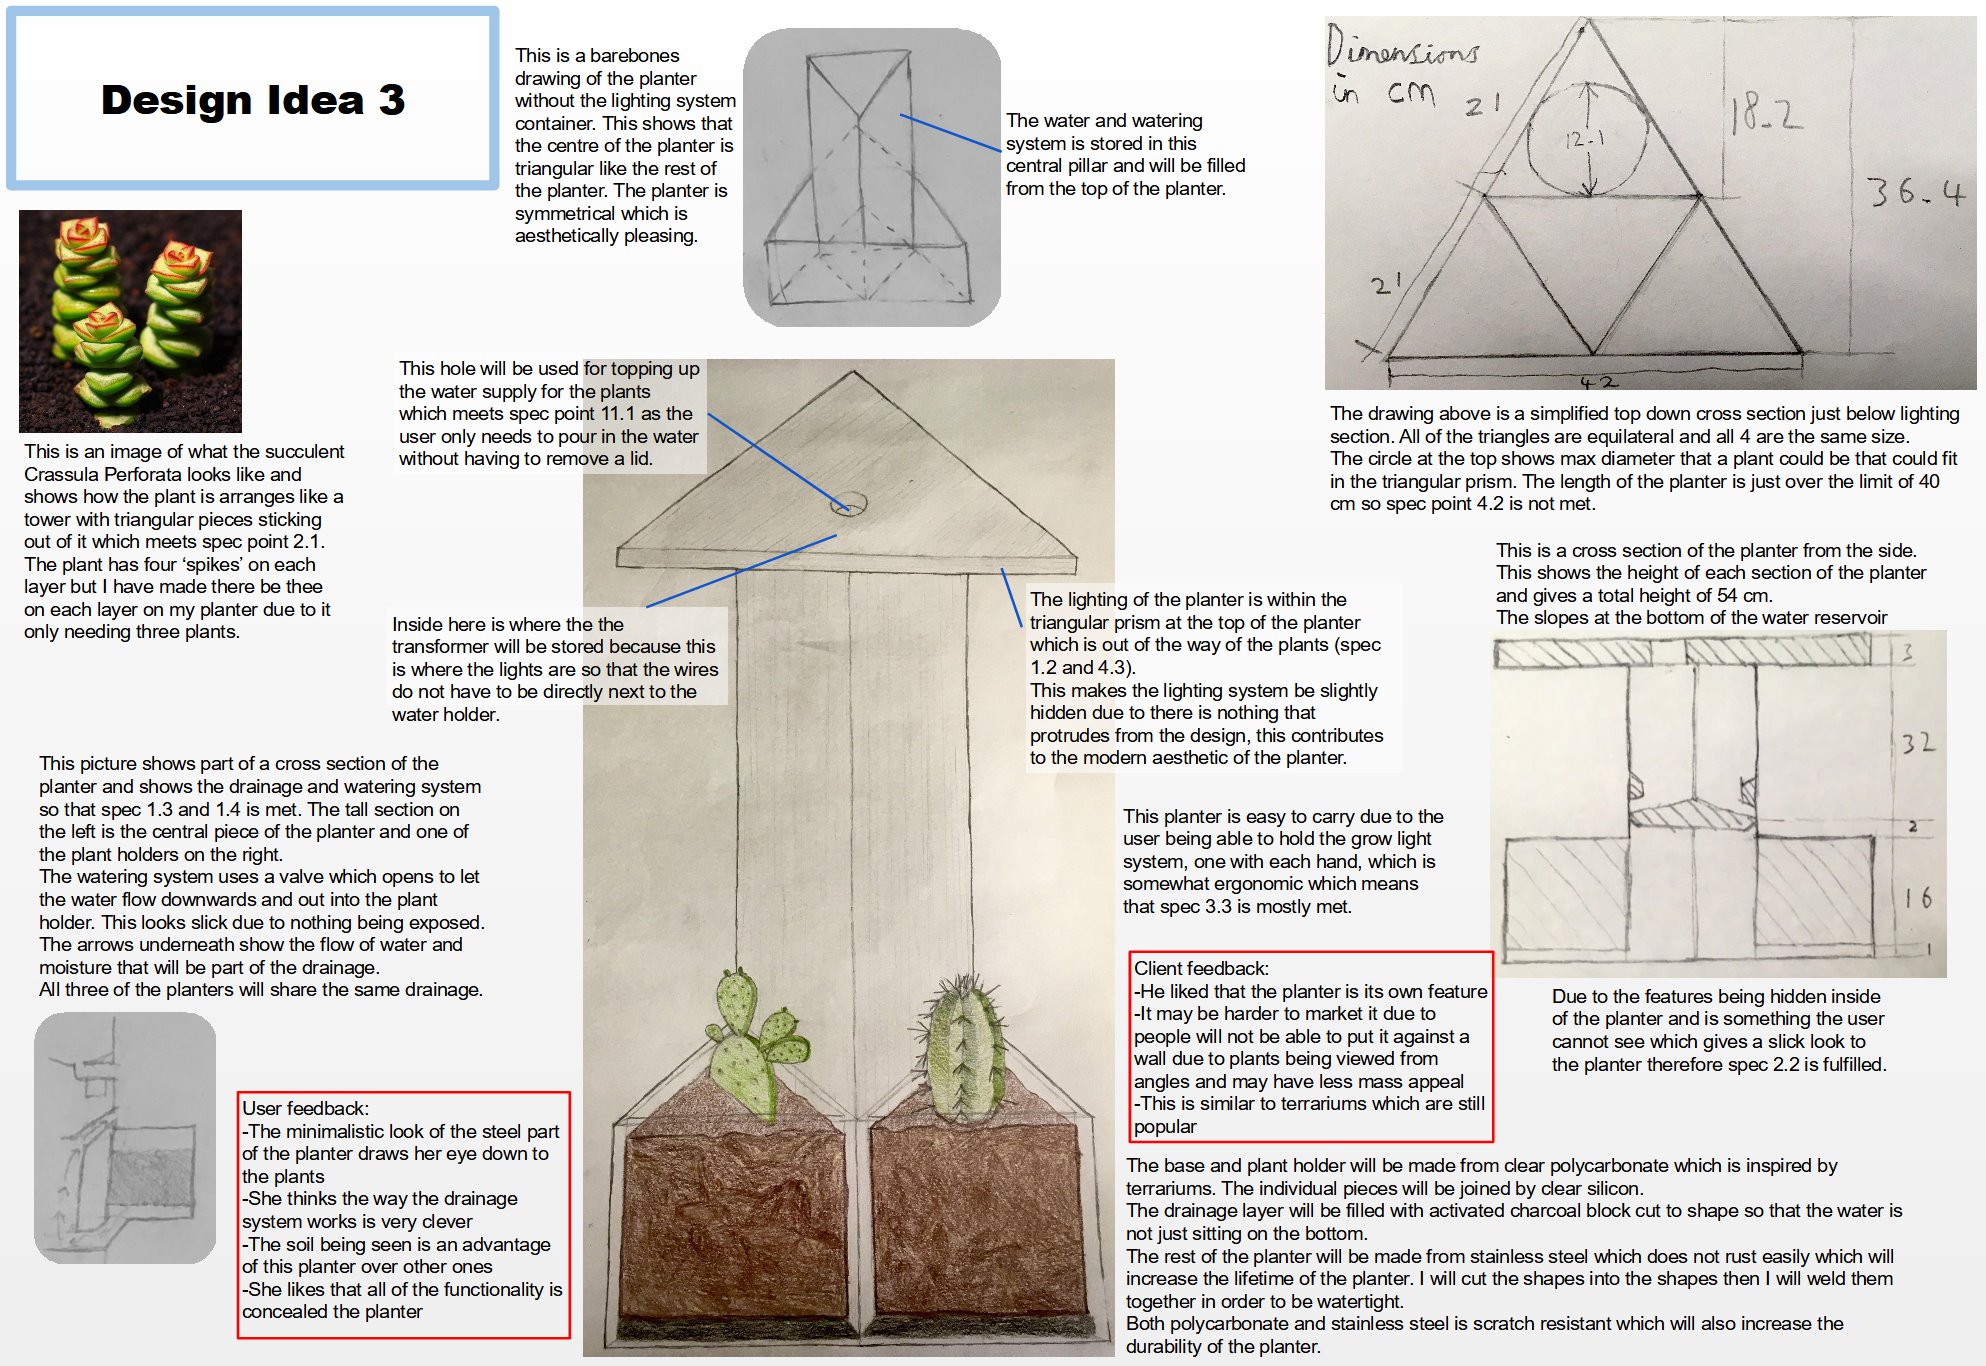 Design Idea 3
This is a barebones
drawing of the planter
without the lighting system
container. This shows that
the centre of the planter is
triangular like the rest of
the planter. The planter is
symmetrical which is
aesthetically pleasing.
The water and watering
system is stored in this
central pillar and will be filled
from the top of the planter.
Dimensions
in cm
21
12.1
18.2
36.4
21
42
The drawing above is a simplified top down cross section just below lighting
section. All of the triangles are equilateral and all 4 are the same size.
The circle at the top shows max diameter that a plant could be that could fit
in the triangular prism. The length of the planter is just over the limit of 40
cm so spec point 4.2 is not met.
This is an image of what the succulent
Crassula Perforata looks like and
shows how the plant is arranges like a
tower with triangular pieces sticking
out of it which meets spec point 2.1.
The plant has four ‘spikes’ on each
layer but I have made there be thee
on each layer on my planter due to it
only needing three plants.
This hole will be used for topping up
the water supply for the plants
which meets spec point 11.1 as the
user only needs to pour in the water
without having to remove a lid.
Inside here is where the the
transformer will be stored because this
is where the lights are so that the wires
do not have to be directly next to the
water holder.
The lighting of the planter is within the
triangular prism at the top of the planter
which is out of the way of the plants (spec
1.2 and 4.3).
This makes the lighting system be slightly
hidden due to there is nothing that
protrudes from the design, this contributes
to the modern aesthetic of the planter.
This is a cross section of the planter from the side.
This shows the height of each section of the planter
and gives a total height of 54 cm.
The slopes at the bottom of the water reservoir
3
32
2
16
1
This picture shows part of a cross section of the
planter and shows the drainage and watering system
so that spec 1.3 and 1.4 is met. The tall section on
the left is the central piece of the planter and one of
the plant holders on the right.
The watering system uses a valve which opens to let
the water flow downwards and out into the plant
holder. This looks slick due to nothing being exposed.
The arrows underneath show the flow of water and
moisture that will be part of the drainage.
All three of the planters will share the same drainage.
This planter is easy to carry due to the
user being able to hold the grow light
system, one with each hand, which is
somewhat ergonomic which means
that spec 3.3 is mostly met.
Client feedback:
-He liked that the planter is its own feature
-It may be harder to market it due to
people will not be able to put it against a
wall due to plants being viewed from
angles and may have less mass appeal
-This is similar to terrariums which are still
popular
Due to the features being hidden inside
of the planter and is something the user
cannot see which gives a slick look to
the planter therefore spec 2.2 is fulfilled.
User feedback:
-The minimalistic look of the steel part
of the planter draws her eye down to
the plants
-She thinks the way the drainage
system works is very clever
-The soil being seen is an advantage
of this planter over other ones
-She likes that all of the functionality is
concealed the planter
The base and plant holder will be made from clear polycarbonate which is inspired by
terrariums. The individual pieces will be joined by clear silicon.
The drainage layer will be filled with activated charcoal block cut to shape so that the water is
not just sitting on the bottom.
The rest of the planter will be made from stainless steel which does not rust easily which will
increase the lifetime of the planter. I will cut the shapes into the shapes then I will weld them
together in order to be watertight.
Both polycarbonate and stainless steel is scratch resistant which will also increase the
durability of the planter.